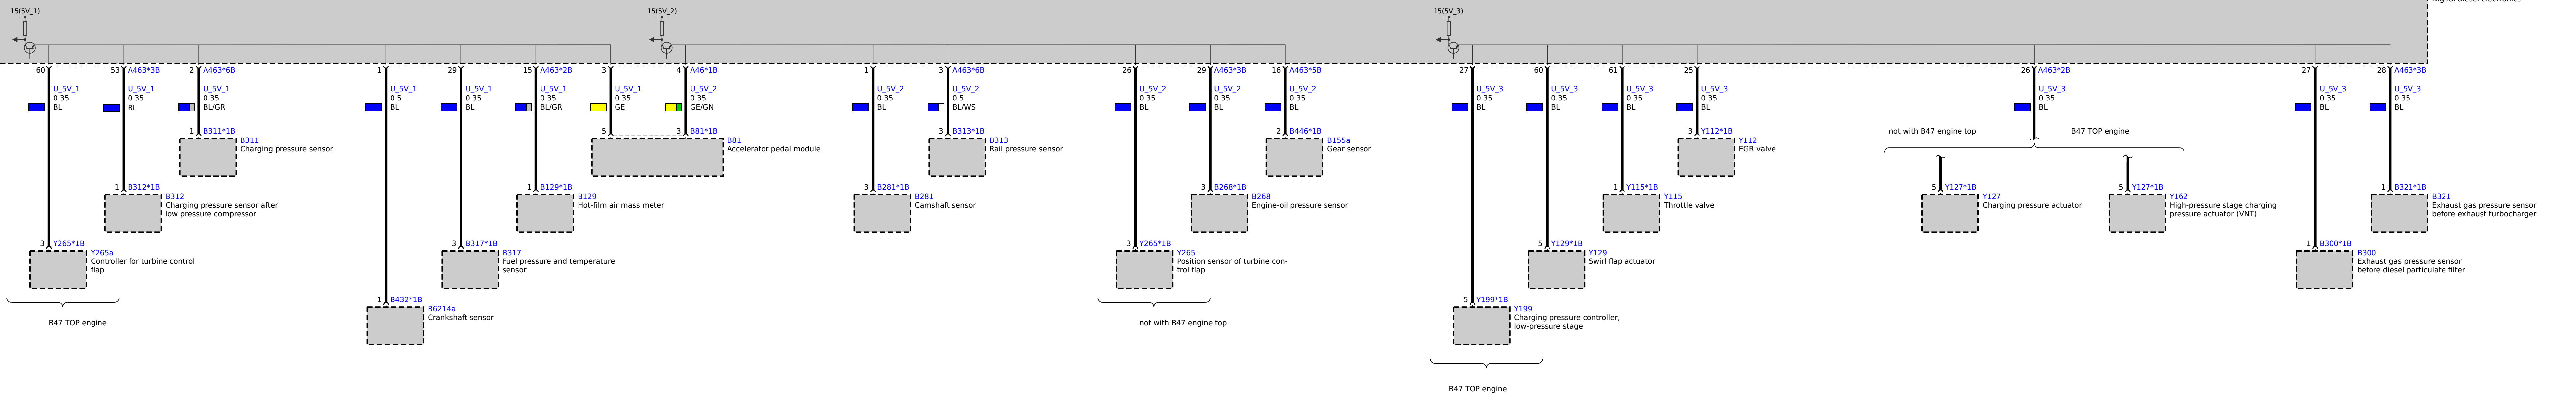 Digital diesel electronics
15(5V_1)
15(5V_2)
15(5V_3)
60
53
A463*3B
2
A463*6B
1
29
15
A463*2B
3
4
A46*1B
1
3
A463*6B
26
29
A463*3B
16
A463*5B
27
60
61
25
26
A463*2B
27
28
A463*3B
U_5V_1
0.35
BL
U_5V_1
0.35
BL
U_5V_1
0.35
BL/GR
U_5V_1
0.5
BL
U_5V_1
0.35
BL
U_5V_1
0.35
BL/GR
U_5V_1
0.35
GE
U_5V_2
0.35
GE/GN
U_5V_2
0.35
BL
U_5V_2
0.5
BL/WS
U_5V_2
0.35
BL
U_5V_2
0.35
BL
U_5V_2
0.35
BL
U_5V_3
0.35
BL
U_5V_3
0.35
BL
U_5V_3
0.35
BL
U_5V_3
0.35
BL
U_5V_3
0.35
BL
U_5V_3
0.35
BL
U_5V_3
0.35
BL
1 B311*1B
B311
Charging pressure sensor
5
3 B81*1B
B81
Accelerator pedal module
3 B313*1B
B313
Rail pressure sensor
2 B446*1B
B155a
Gear sensor
3 Y112*1B
Y112
EGR valve
not with B47 engine top
B47 TOP engine
1 B312*1B
B312
Charging pressure sensor after
low pressure compressor
1 B129*1B
B129
Hot-film air mass meter
3 B281*1B
B281
Camshaft sensor
3 B268*1B
B268
Engine-oil pressure sensor
1 Y115*1B
Y115
Throttle valve
5 Y127*1B
Y127
Charging pressure actuator
5 Y127*1B
Y162
High-pressure stage charging
pressure actuator (VNT)
1 B321*1B
B321
Exhaust gas pressure sensor
before exhaust turbocharger
3 Y265*1B
Y265a
Controller for turbine control
flap
3 B317*1B
B317
Fuel pressure and temperature
sensor
3 Y265*1B
Y265
Position sensor of turbine con-
trol flap
5 Y129*1B
Y129
Swirl flap actuator
1 B300*1B
B300
Exhaust gas pressure sensor
before diesel particulate filter
1 B432*1B
B6214a
Crankshaft sensor
5 Y199*1B
Y199
Charging pressure controller,
low-pressure stage
B47 TOP engine
not with B47 engine top
B47 TOP engine